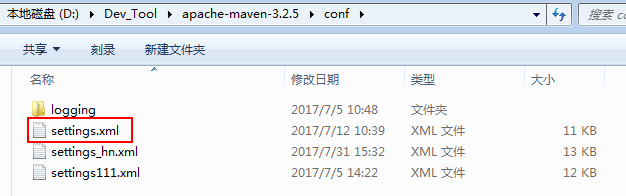 本地磁盘 (D:) ▸ Dev_Tool ▸ apache-maven-3.2.5 ▸ conf ▸ 搜索 co
共享 ▼ 刻录 新建文件夹
名称 修改日期 类型 大小
logging 2017/7/5 10:48 文件夹
settings.xml 2017/7/12 10:39 XML 文件 11 KB
settings_hn.xml 2017/7/31 15:32 XML 文件 13 KB
settings111.xml 2017/7/5 14:22 XML 文件 12 KB